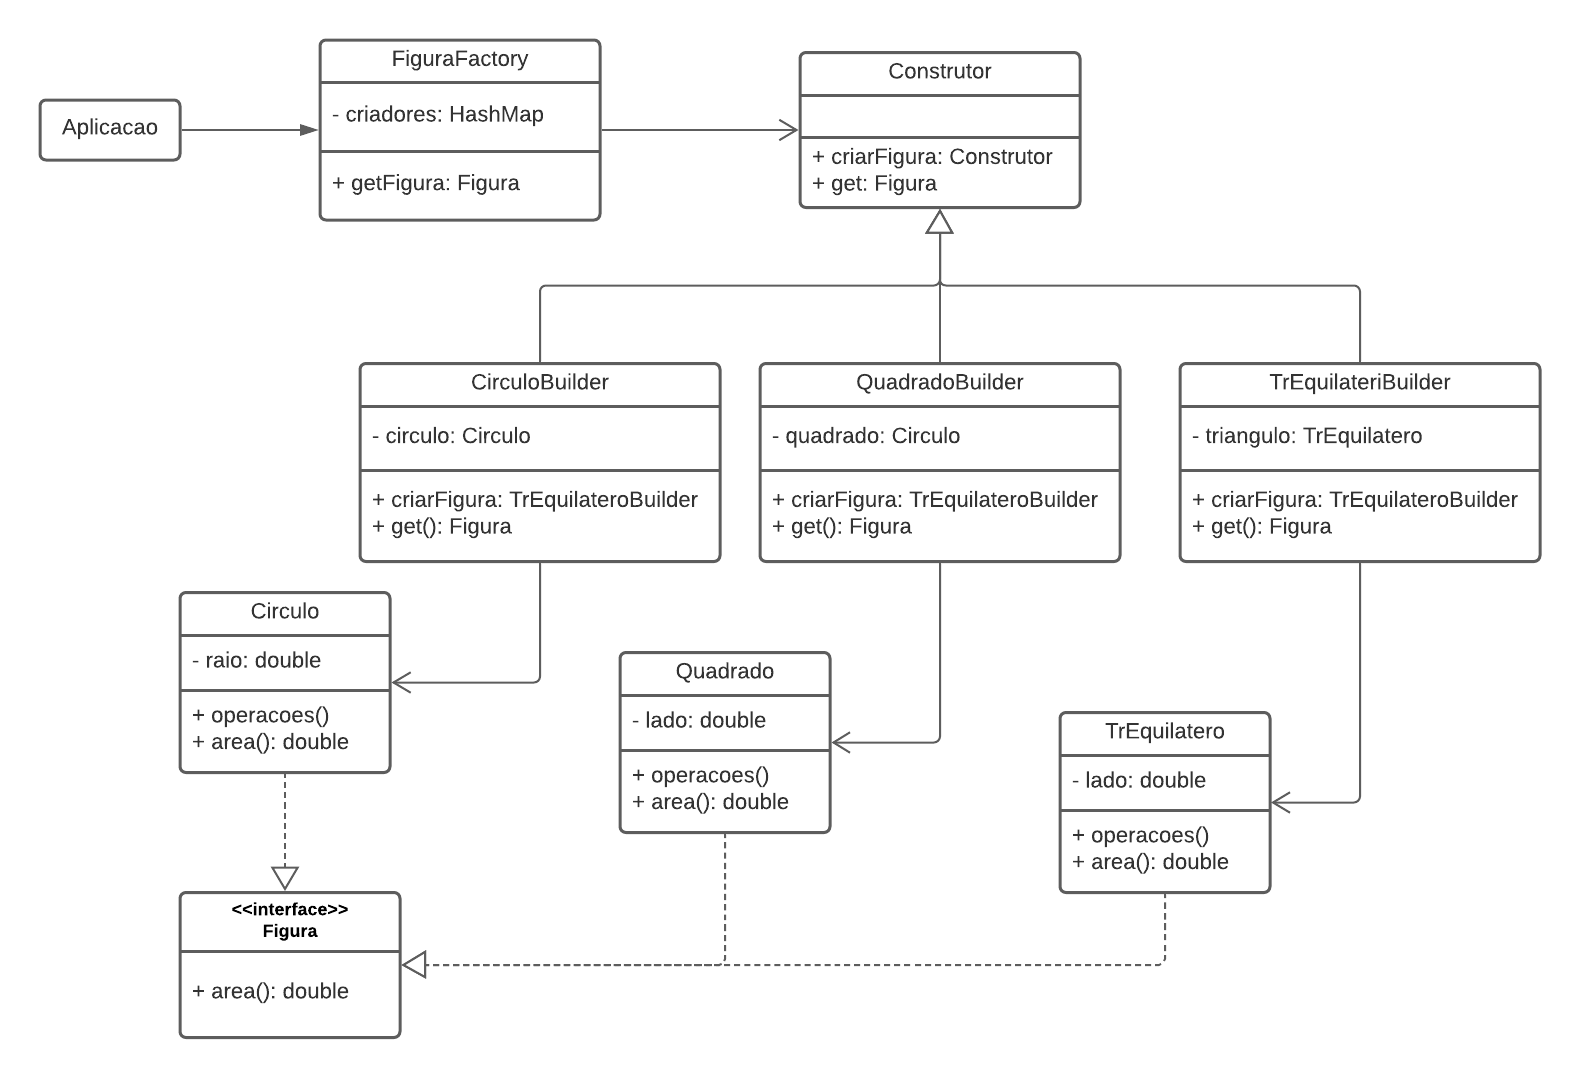 Aplicacao
FiguraFactory
- criadores: HashMap
+ getFigura: Figura
Construtor
+ criarFigura: Construtor
+ get: Figura
CirculoBuilder
- circulo: Circulo
+ criarFigura: TrEquilateroBuilder
+ get(): Figura
QuadradoBuilder
- quadrado: Circulo
+ criarFigura: TrEquilateroBuilder
+ get(): Figura
TrEquilateriBuilder
- triangulo: TrEquilatero
+ criarFigura: TrEquilateroBuilder
+ get(): Figura
Circulo
- raio: double
+ operacoes()
+ area(): double
Quadrado
- lado: double
+ operacoes()
+ area(): double
TrEquilatero
- lado: double
+ operacoes()
+ area(): double
<<interface>>
Figura
+ area(): double